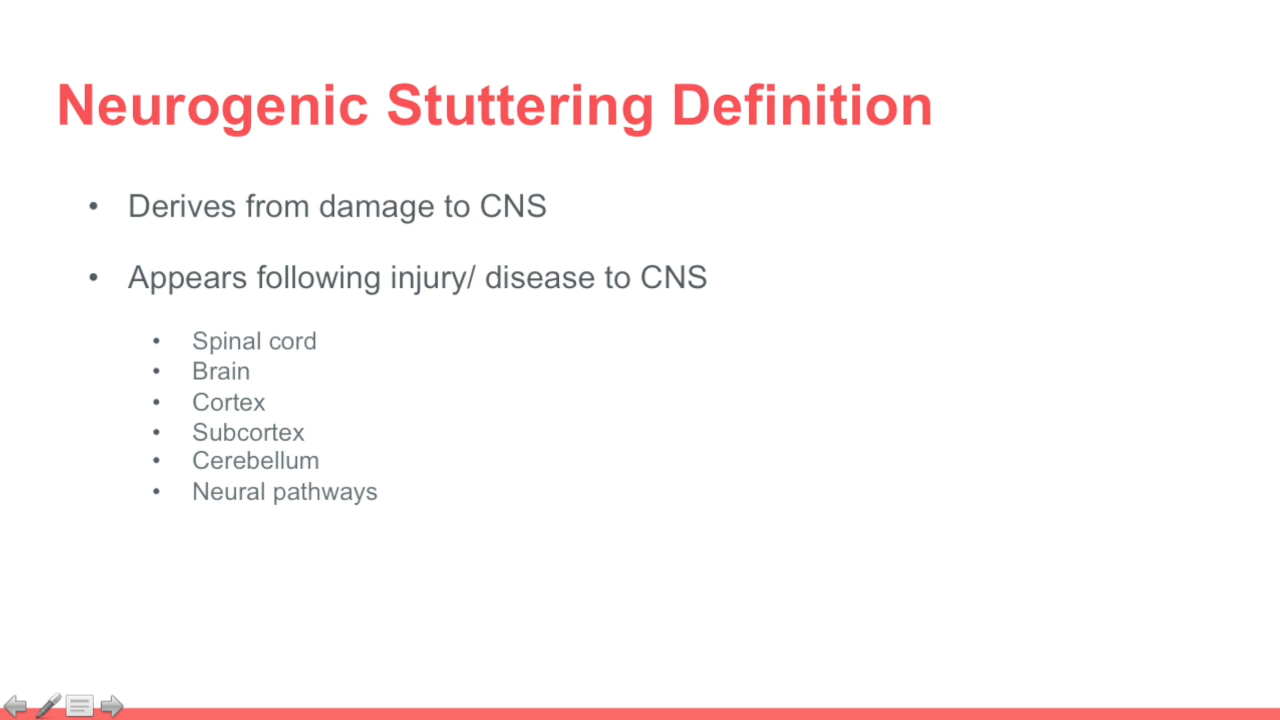 Neurogenic Stuttering Definition
• Derives from damage to CNS
• Appears following injury/ disease to CNS
• Spinal cord
• Brain
• Cortex
• Subcortex
• Cerebellum
• Neural pathways